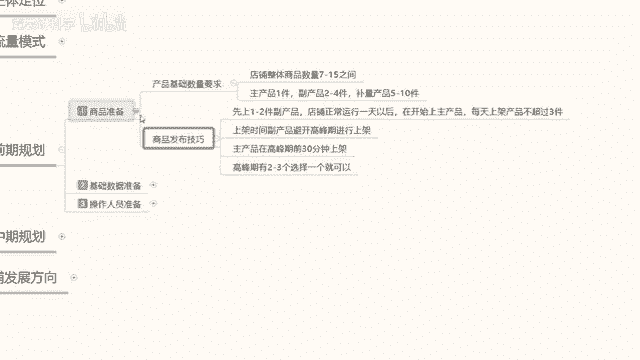 流量模式
产品基础数量要求
店铺整体商品数量7-15之间
主产品1件，副产品2-4件，补量产品5-10件
1 商品准备
商品发布技巧
先上1-2件副产品，店铺正常运行一天以后，在开始上主产品，每天上架产品不超过3件
上架时间副产品避开高峰期进行上架
主产品在高峰期前30分钟上架
高峰期有2-3个选择一个就可以
前期规划
2 基础数据准备
3 操作人员准备
中期规划
发展方向